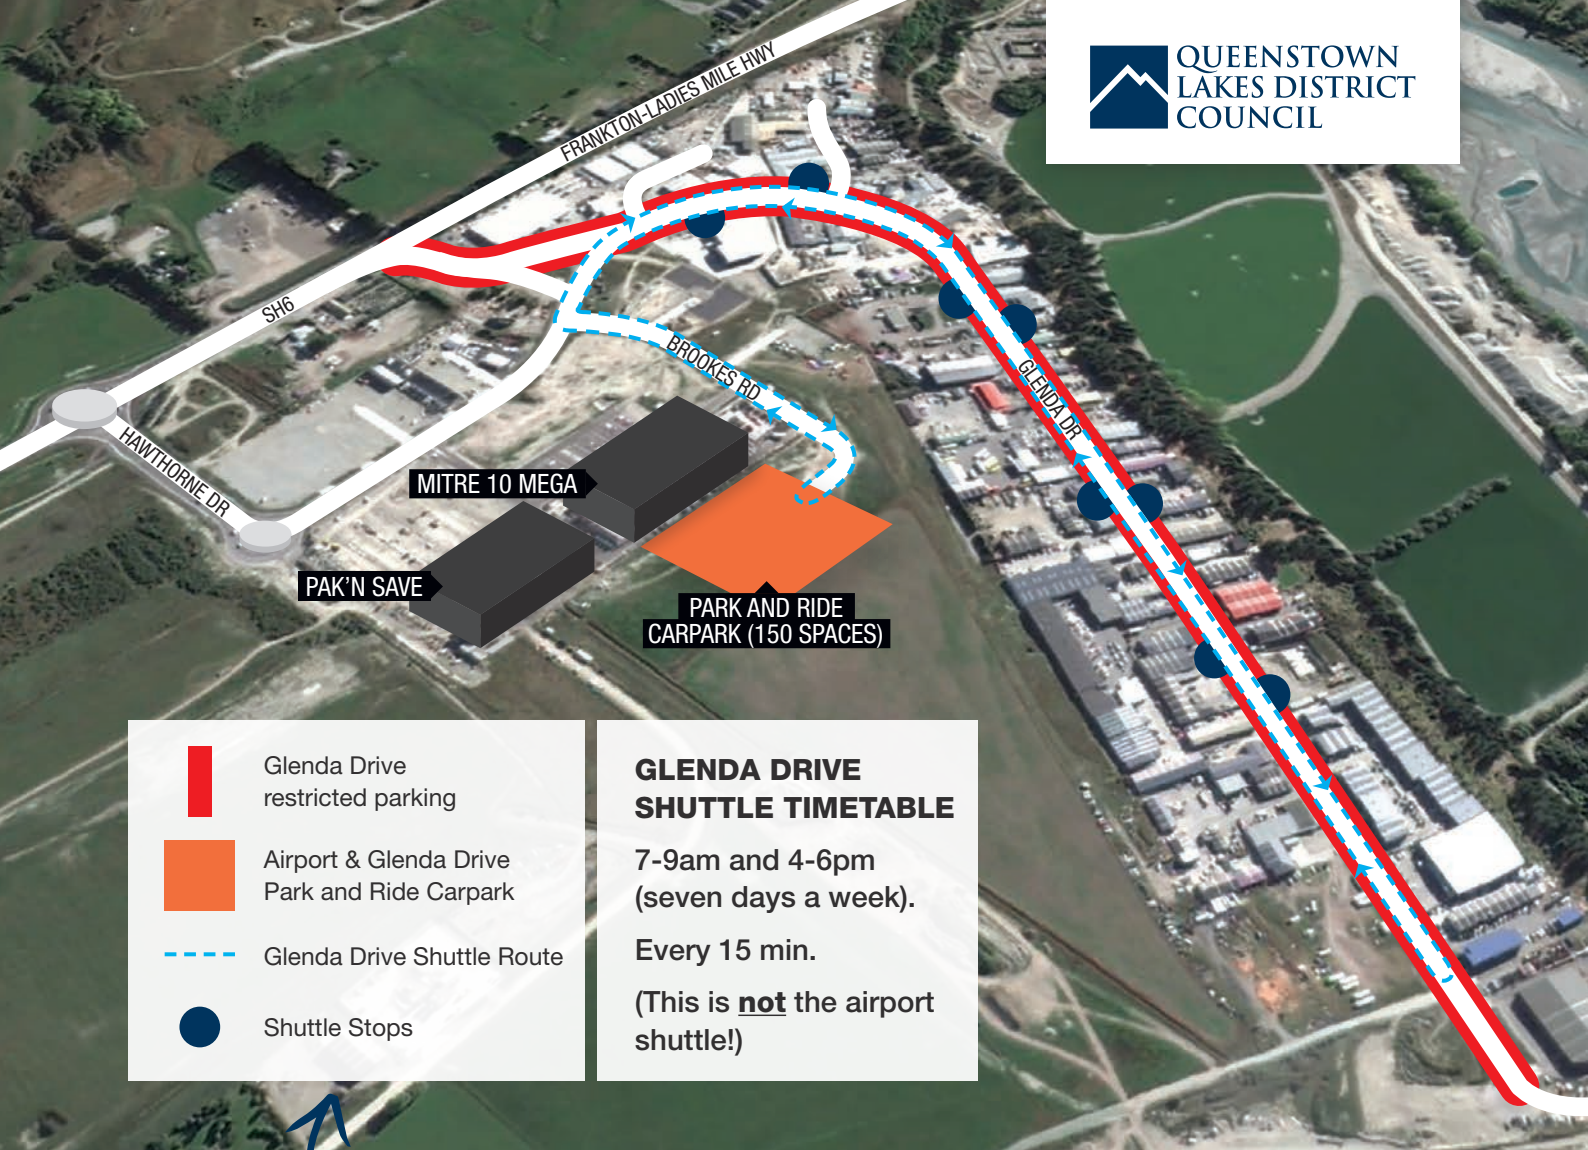 QUEENSTOWN
LAKES DISTRICT
COUNCIL
FRANKTON-LADIES MILE HWY
SH6
HAWTHORNE DR
BROOKES RD
GLENDA DR
MITRE 10 MEGA
PAK'N SAVE
PARK AND RIDE
CARPARK (150 SPACES)
Glenda Drive
restricted parking
Airport & Glenda Drive
Park and Ride Carpark
Glenda Drive Shuttle Route
Shuttle Stops
GLENDA DRIVE
SHUTTLE TIMETABLE
7-9am and 4-6pm
(seven days a week).
Every 15 min.
(This is not the airport
shuttle!)